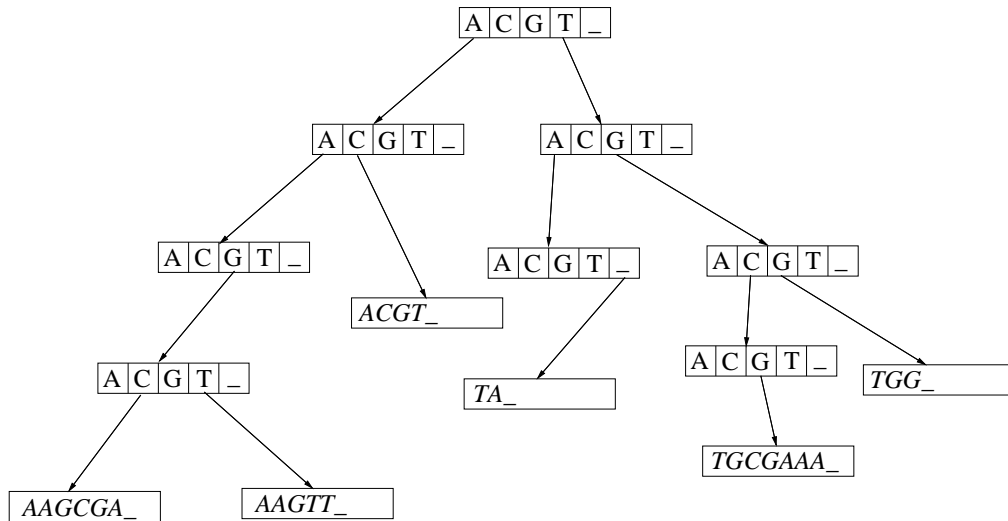 A C G T _
A C G T _
A C G T _
A C G T _
A C G T _
A C G T _
ACGT_
A C G T _
A C G T _
TGG_
TA_
TGCGAAA_
AAGCGA_
AAGTT_